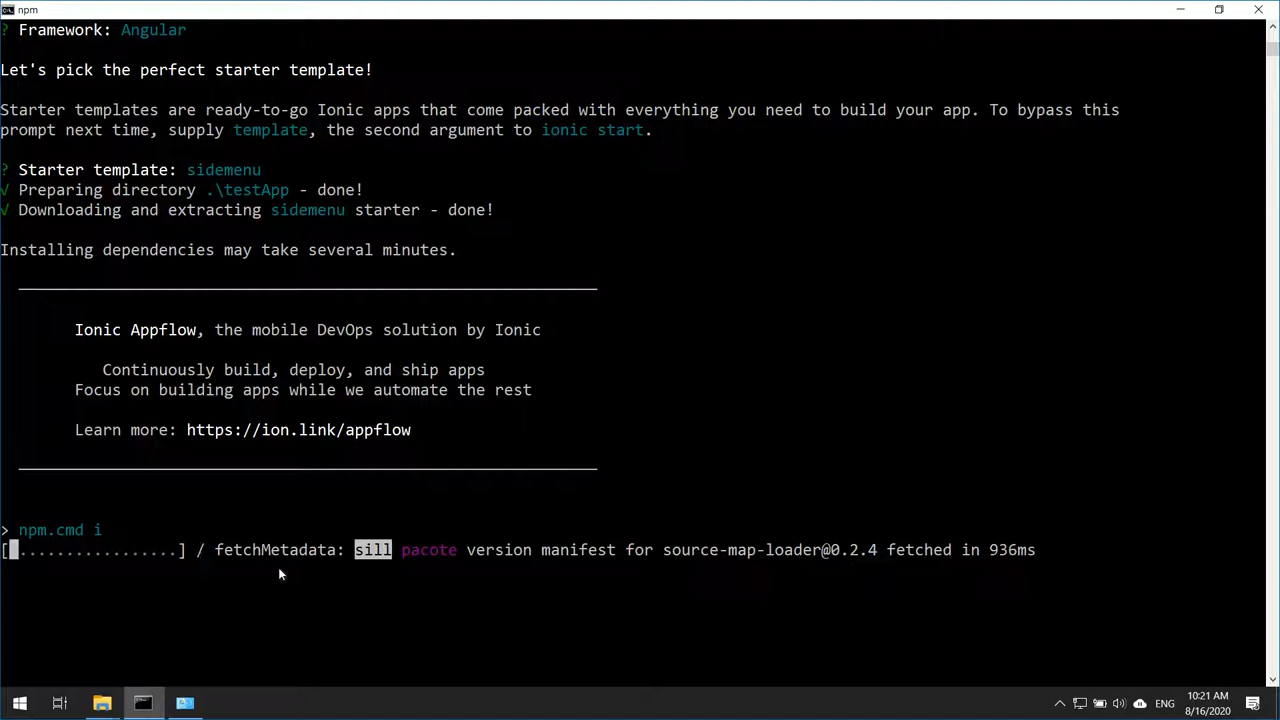 npm
? Framework: Angular
Let's pick the perfect starter template!
Starter templates are ready-to-go Ionic apps that come packed with everything you need to build your app. To bypass this
prompt next time, supply template, the second argument to ionic start.
? Starter template: sidemenu
√ Preparing directory .\testApp - done!
√ Downloading and extracting sidemenu starter - done!
Installing dependencies may take several minutes.
Ionic Appflow, the mobile DevOps solution by Ionic
Continuously build, deploy, and ship apps
Focus on building apps while we automate the rest
Learn more: https://ion.link/appflow
> npm.cmd i
[ .................] / fetchMetadata: sill pacote version manifest for source-map-loader@0.2.4 fetched in 936ms
ENG
10:21 AM
8/16/2020